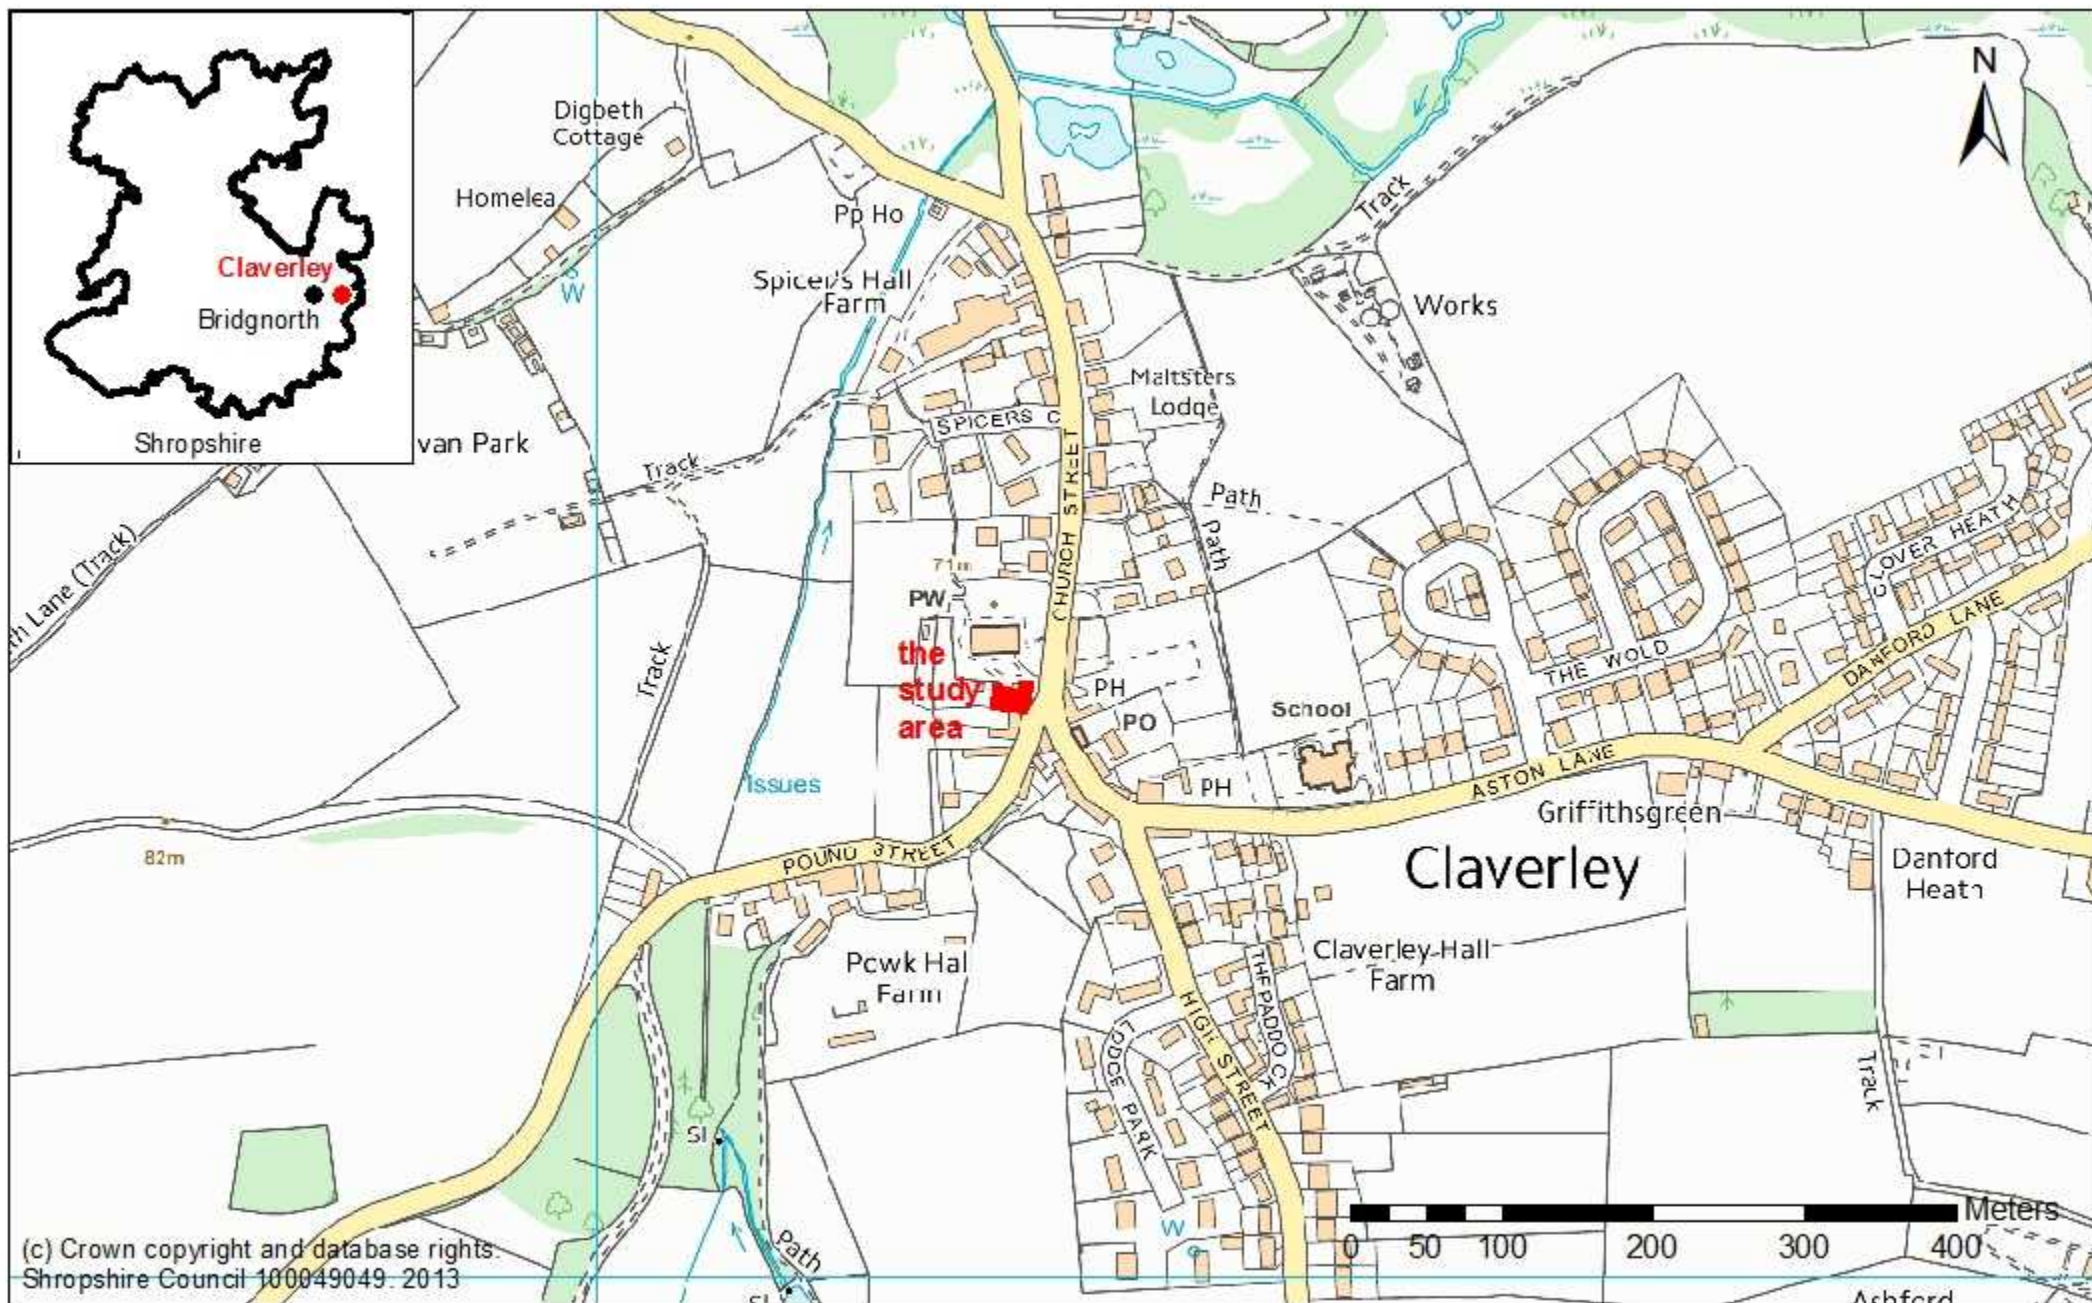 N
Digbeth
Cottage
Homelea
Claverley
Bridgnorth
Shropshire
W
Pp Ho
Spicer's Hall
Farm
Track
Works
Maltsters
Lodge
SPICERS C
van Park
Track
CHURCH STREET
Path
Path
71m
PW
the
study
area
Track
PH
PO
School
THE WOLD
CLOVER HEATH
DANFORD LANE
ASTON LANE
Issues
PH
Griffithsgreen
82m
POUND STREET
Claverley
Danford
Heath
Farm
Claverley Hall
Farm
THE PADDOCK
HIGH STREET
LODGE PARK
Track
SI
W
Path
Meters
0 50 100 200 300 400
(c) Crown copyright and database rights.
Shropshire Council 100049049. 2013